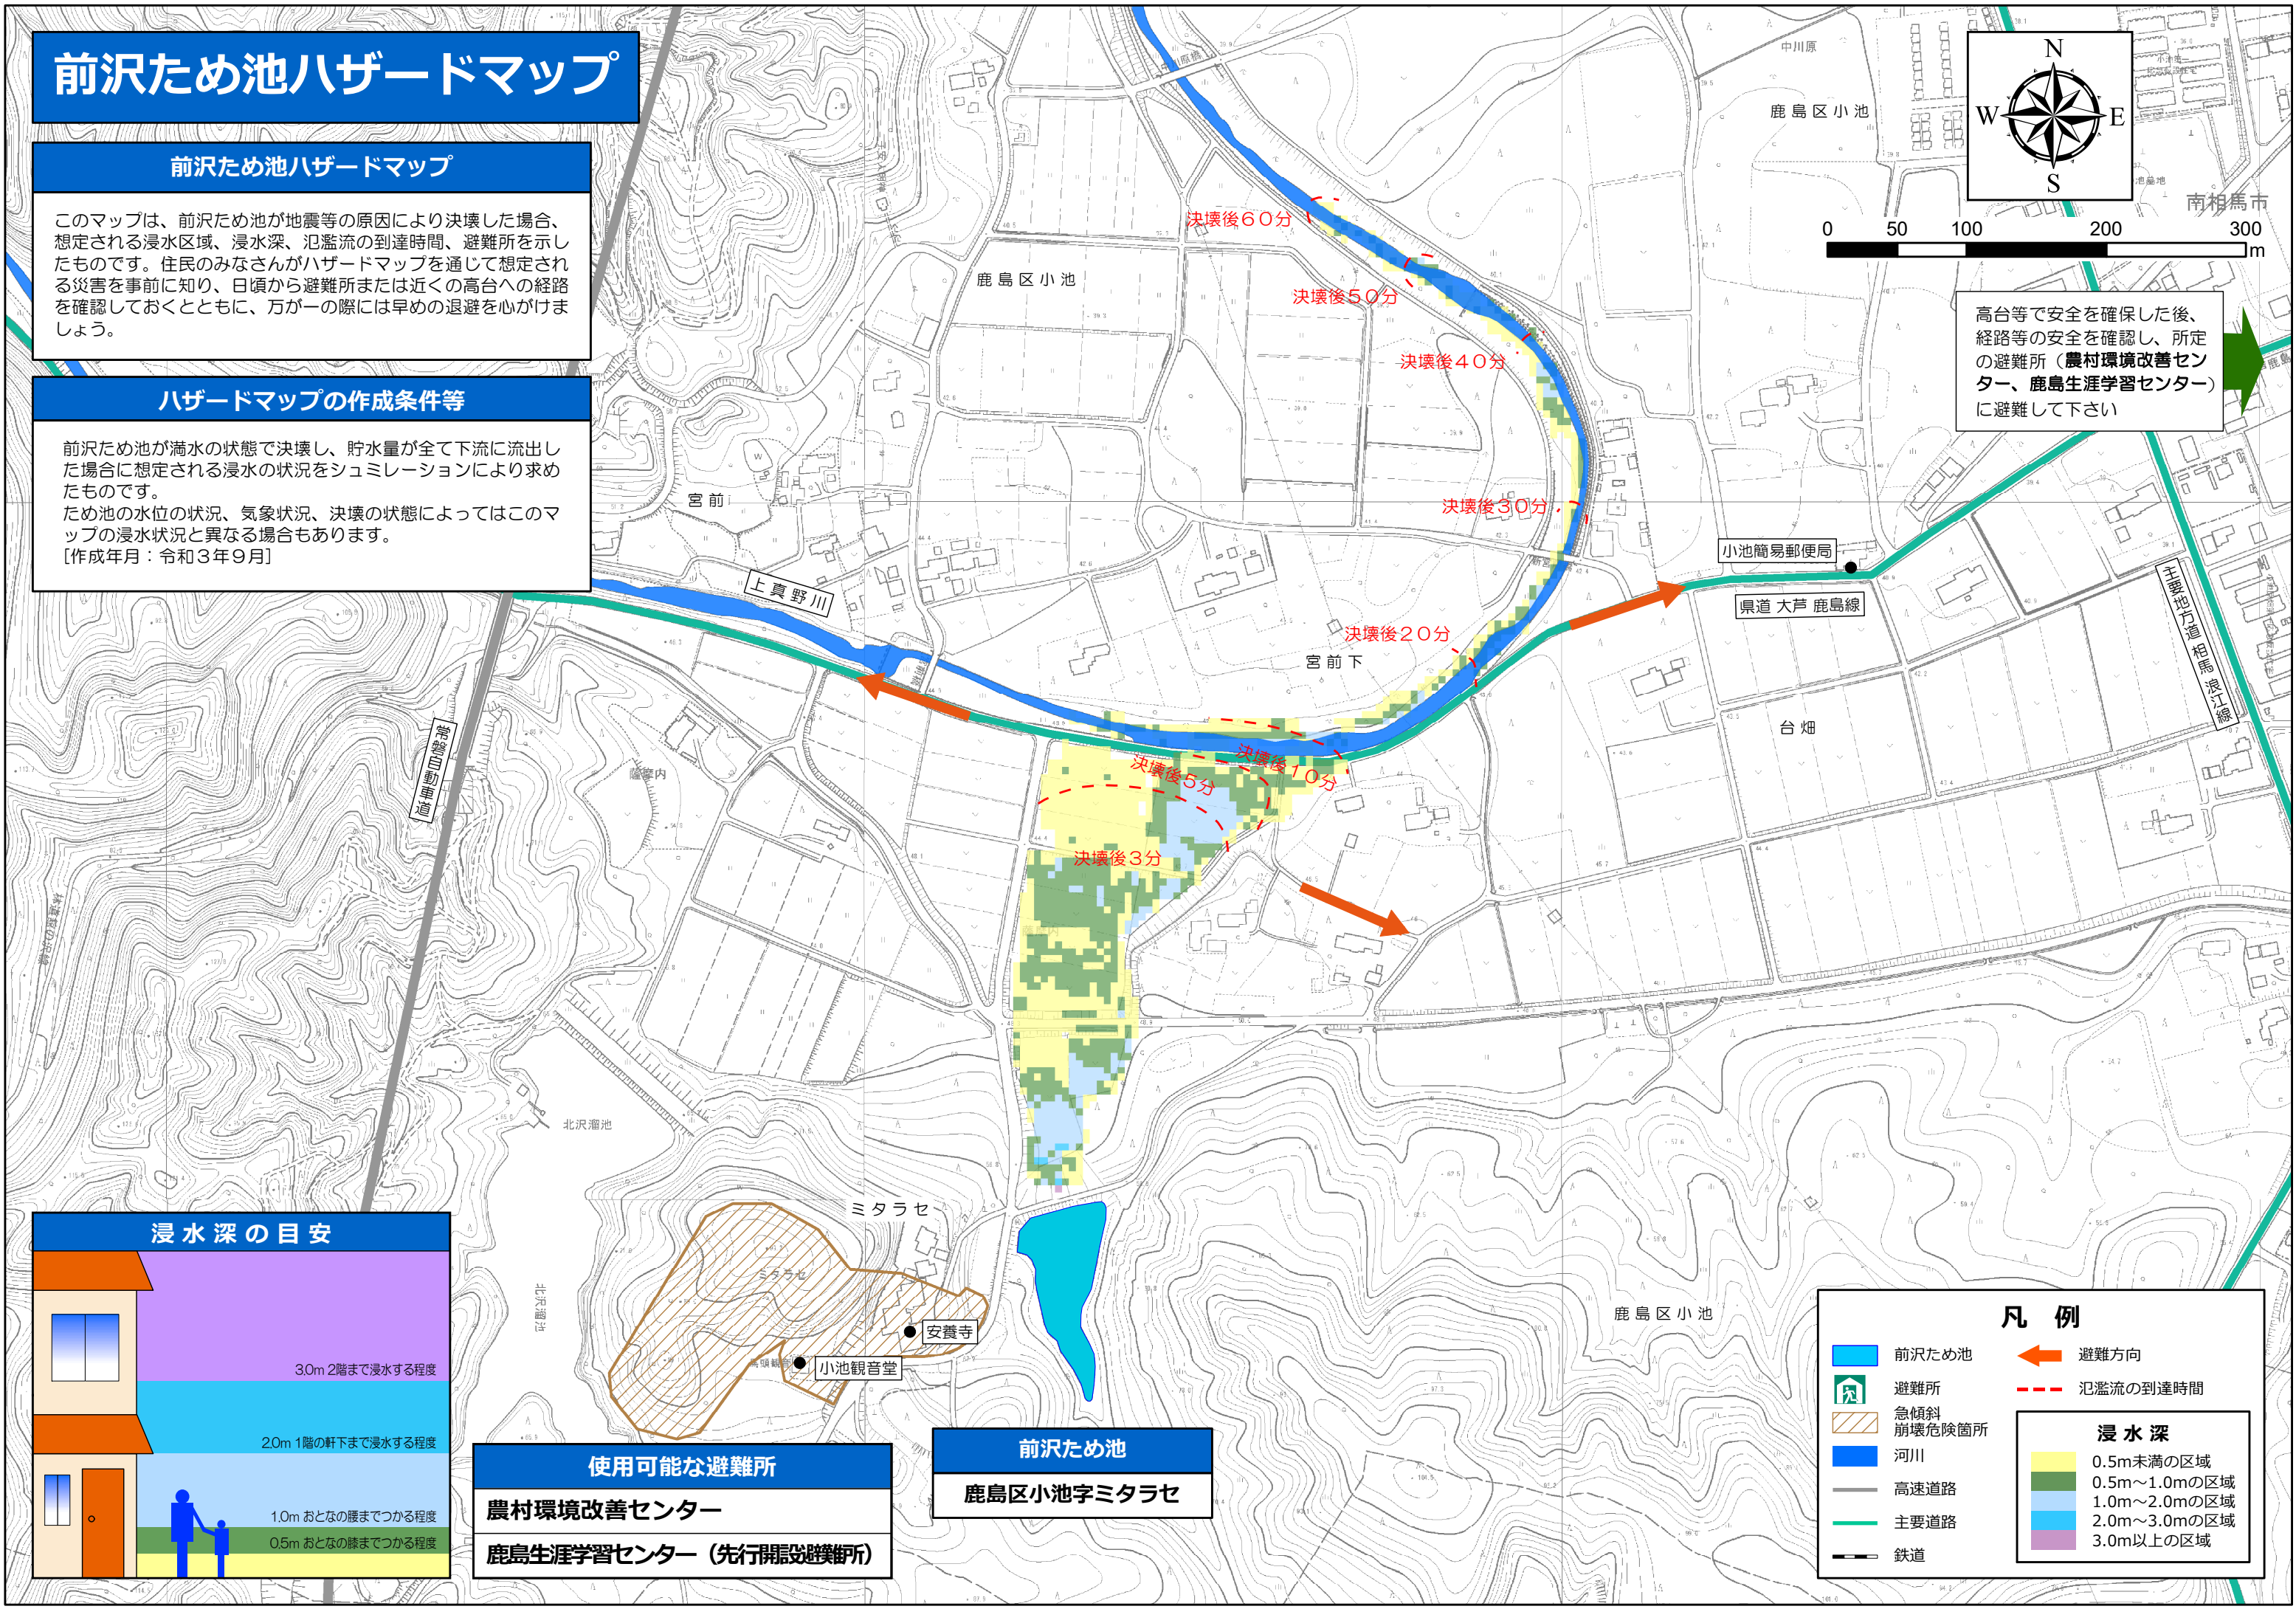 前沢ため池ハザードマップ
前沢ため池ハザードマップ
このマップは、前沢ため池が地震等の原因により決壊した場合、
想定される浸水区域、浸水深、氾濫流の到達時間、避難所を示し
たものです。住民のみなさんがハザードマップを通じて想定され
る災害を事前に知り、日頃から避難所または近くの高台への経路
を確認しておくとともに、万が一の際には早めの退避を心がけま
しょう。
ハザードマップの作成条件等
前沢ため池が満水の状態で決壊し、貯水量が全て下流に流出し
た場合に想定される浸水の状況をシュミレーションにより求め
たものです。
ため池の水位の状況、気象状況、決壊の状態によってはこのマ
ップの浸水状況と異なる場合もあります。
[作成年月：令和３年９月]
N
W
E
S
0 50 100 200 300
m
中川原
鹿島区小池
南相馬市
高台等で安全を確保した後、
経路等の安全を確認し、所定
の避難所（農村環境改善セン
ター、鹿島生涯学習センター）
に避難して下さい
決壊後６０分
決壊後５０分
決壊後４０分
決壊後３０分
決壊後２０分
決壊後１０分
決壊後５分
決壊後３分
鹿島区小池
宮前
上真野川
宮前下
小池簡易郵便局
県道 大芦 鹿島線
主要地方道 相馬 浪江線
台畑
常磐自動車道
薩摩内
北沢溜池
北沢溜池
ミタラセ
ミタラセ
安養寺
小池観音堂
鹿島区小池
浸水深の目安
3.0m 2階まで浸水する程度
2.0m 1階の軒下まで浸水する程度
1.0m おとなの腰までつかる程度
0.5m おとなの膝までつかる程度
使用可能な避難所
農村環境改善センター
鹿島生涯学習センター（先行開設避難所）
前沢ため池
鹿島区小池字ミタラセ
凡 例
前沢ため池
避難所
急傾斜
崩壊危険箇所
河川
高速道路
主要道路
鉄道
避難方向
氾濫流の到達時間
浸水深
0.5m未満の区域
0.5m～1.0mの区域
1.0m～2.0mの区域
2.0m～3.0mの区域
3.0m以上の区域